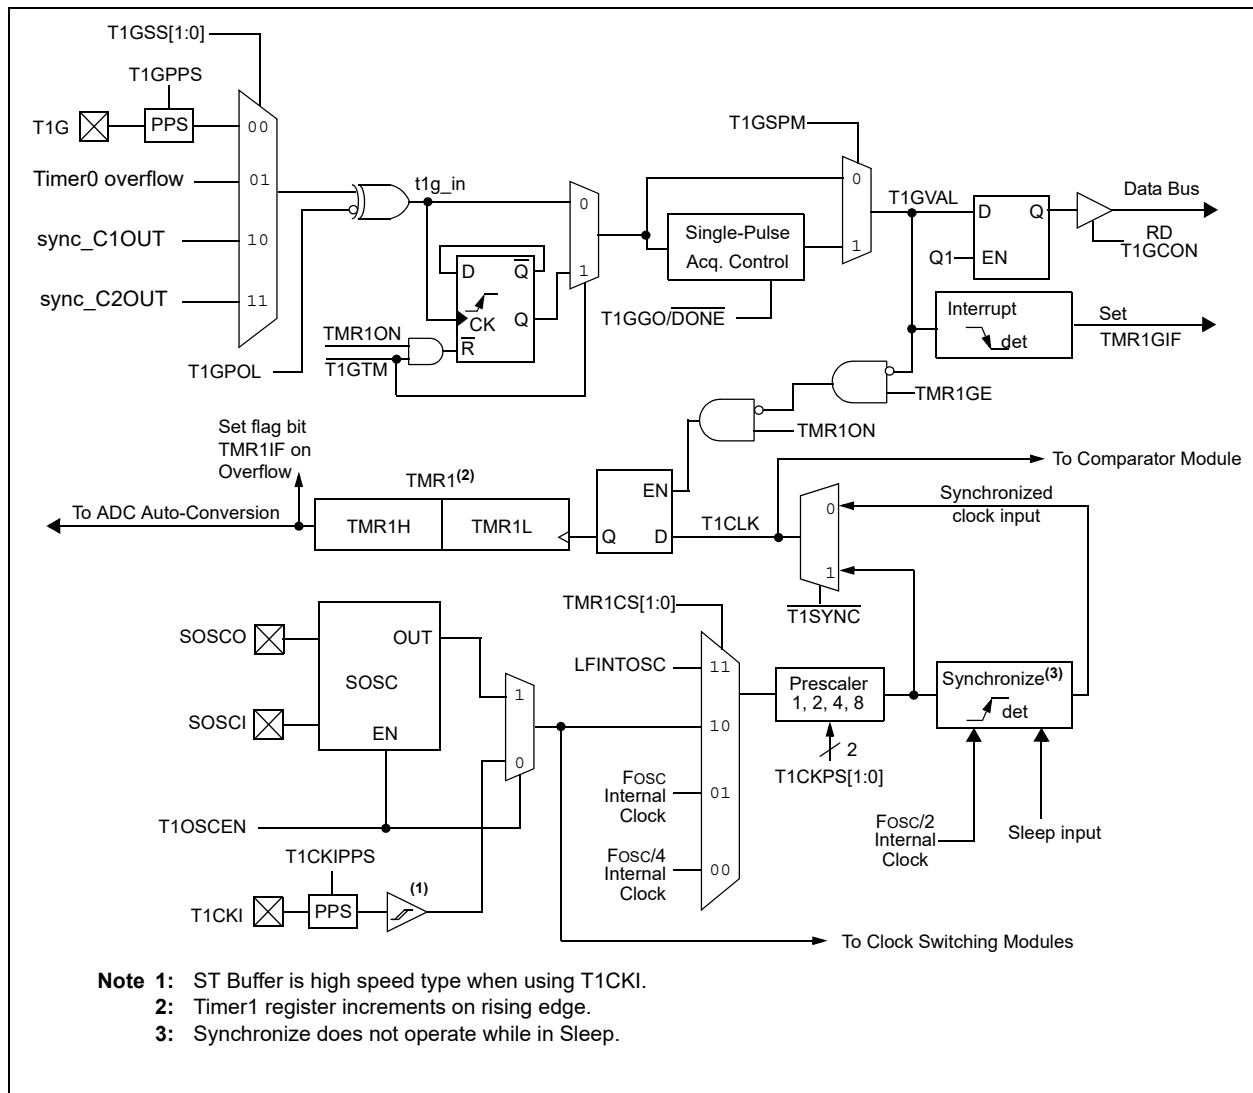 T1GSS[1:0]
T1GPPS
T1G
PPS
00
Timer0 overflow
01
sync_C1OUT
10
sync_C2OUT
11
T1GPOL
t1g_in
0
1
D
Q
CK
Q
R
TMR1ON
T1GTM
Single-Pulse
Acq. Control
T1GGO/DONE
T1GSPM
0
1
T1GVAL
D
Q
Q1
EN
Data Bus
RD
T1GCON
Interrupt
det
Set
TMR1GIF
TMR1GE
TMR1ON
Set flag bit
TMR1IF on
Overflow
To ADC Auto-Conversion
TMR1(2)
TMR1H
TMR1L
EN
Q
D
T1CLK
To Comparator Module
0
1
Synchronized
clock input
T1SYNC
SOSCO
SOSCI
OUT
SOSC
EN
1
0
T1OSCEN
T1CKIPPS
T1CKI
PPS
(1)
TMR1CS[1:0]
LFINTOSC
11
10
FOSC
Internal
Clock
01
FOSC/4
Internal
Clock
00
Prescaler
1, 2, 4, 8
2
T1CKPS[1:0]
Synchronize(3)
det
FOSC/2
Internal
Clock
Sleep input
To Clock Switching Modules
Note 1: ST Buffer is high speed type when using T1CKI.
2: Timer1 register increments on rising edge.
3: Synchronize does not operate while in Sleep.